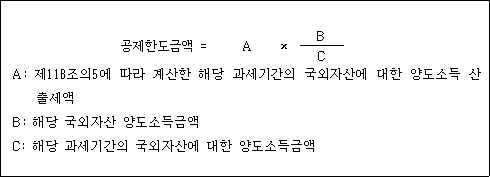 공제한도금액 = A × B
C
A: 제118조의5에 따라 계산한 해당 과세기간의 국외자산에 대한 양도소득 산
출세액
B: 해당 국외자산 양도소득금액
C: 해당 과세기간의 국외자산에 대한 양도소득금액